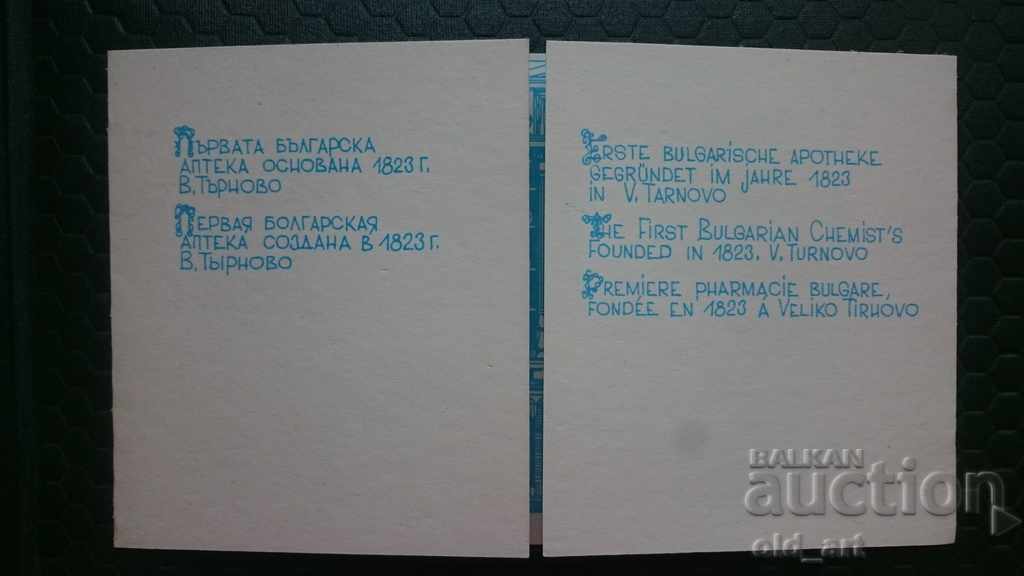 Първата българска
аптека основана 1823 г.
В. Търново
Первая болгарская
аптека создана в 1823 г.
В. Тырново
Erste bulgarische Apotheke
gegründet im Jahre 1823
in V. Tarnovo
The First Bulgarian Chemist's
founded in 1823. V. Turnovo
Premiere pharmacie bulgare,
fondée en 1823 á Veliko Tirnovo
BALKAN
auction
old_art